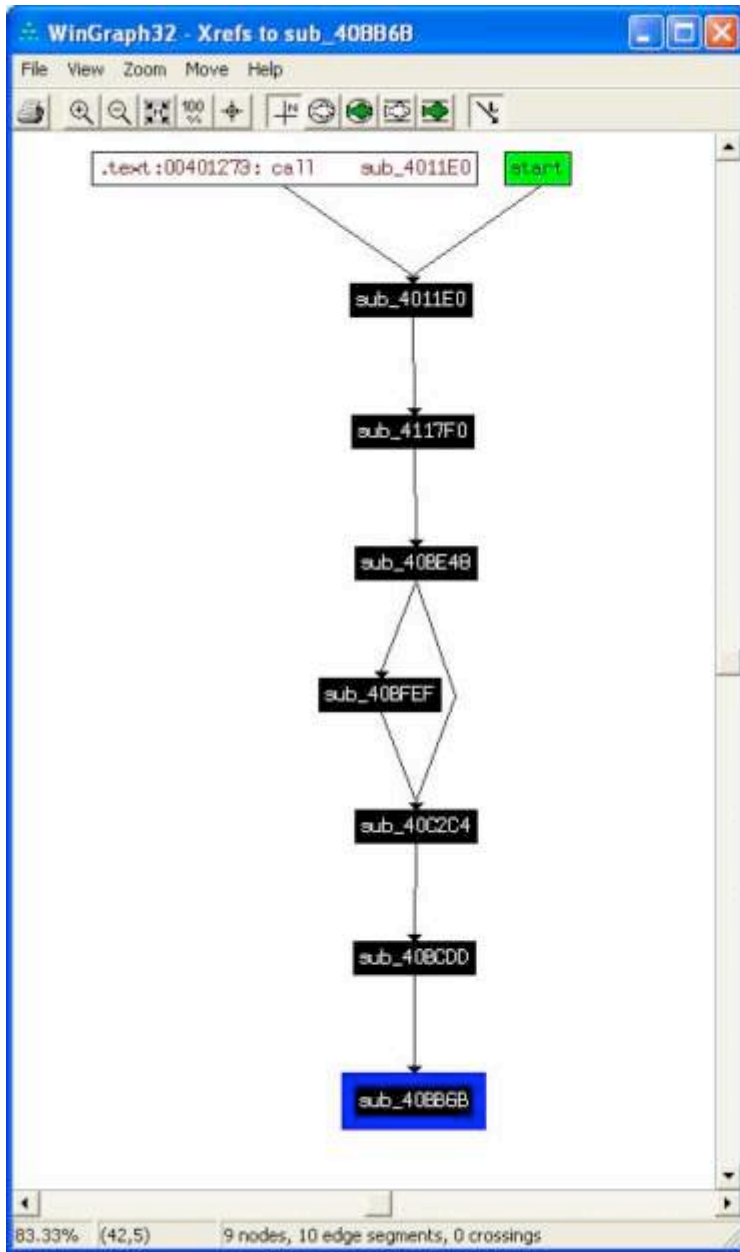 WinGraph32 - Xrefs to sub_40BB6B
File View Zoom Move Help
100 %
N
.text:00401273: call sub_4011E0
start
sub_4011E0
sub_4117F0
sub_40BE48
sub_40BFEF
sub_40C2C4
sub_40BCDD
sub_40BB6B
83.33% (42,5) 9 nodes, 10 edge segments, 0 crossings